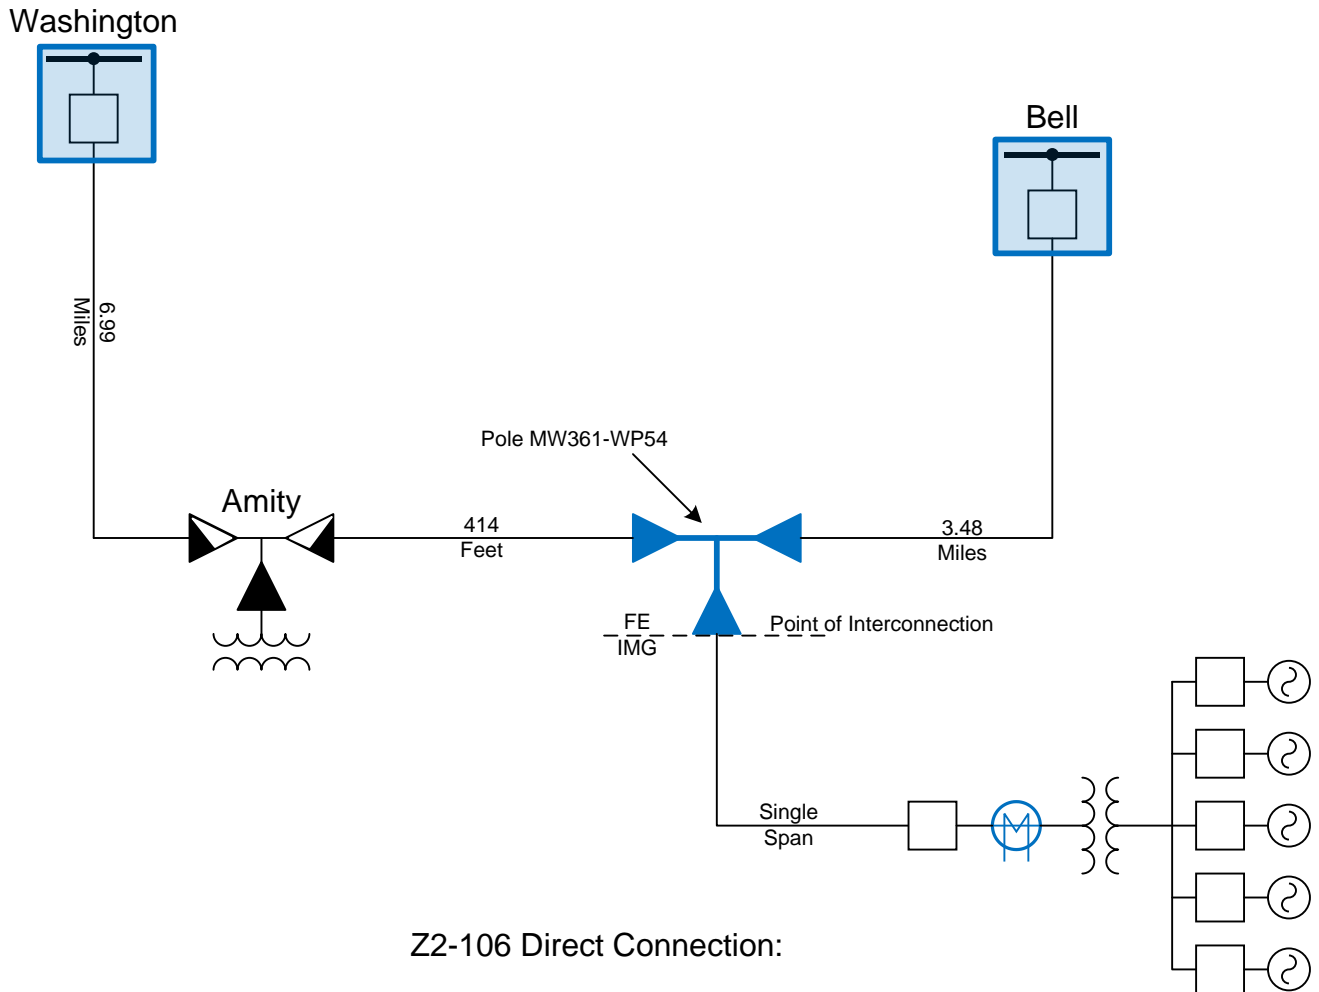 Washington
Bell
6.99
Miles
Pole MW361-WP54
Amity
414
Feet
3.48
Miles
FE
IMG
Point of Interconnection
Single
Span
M
Z2-106 Direct Connection: